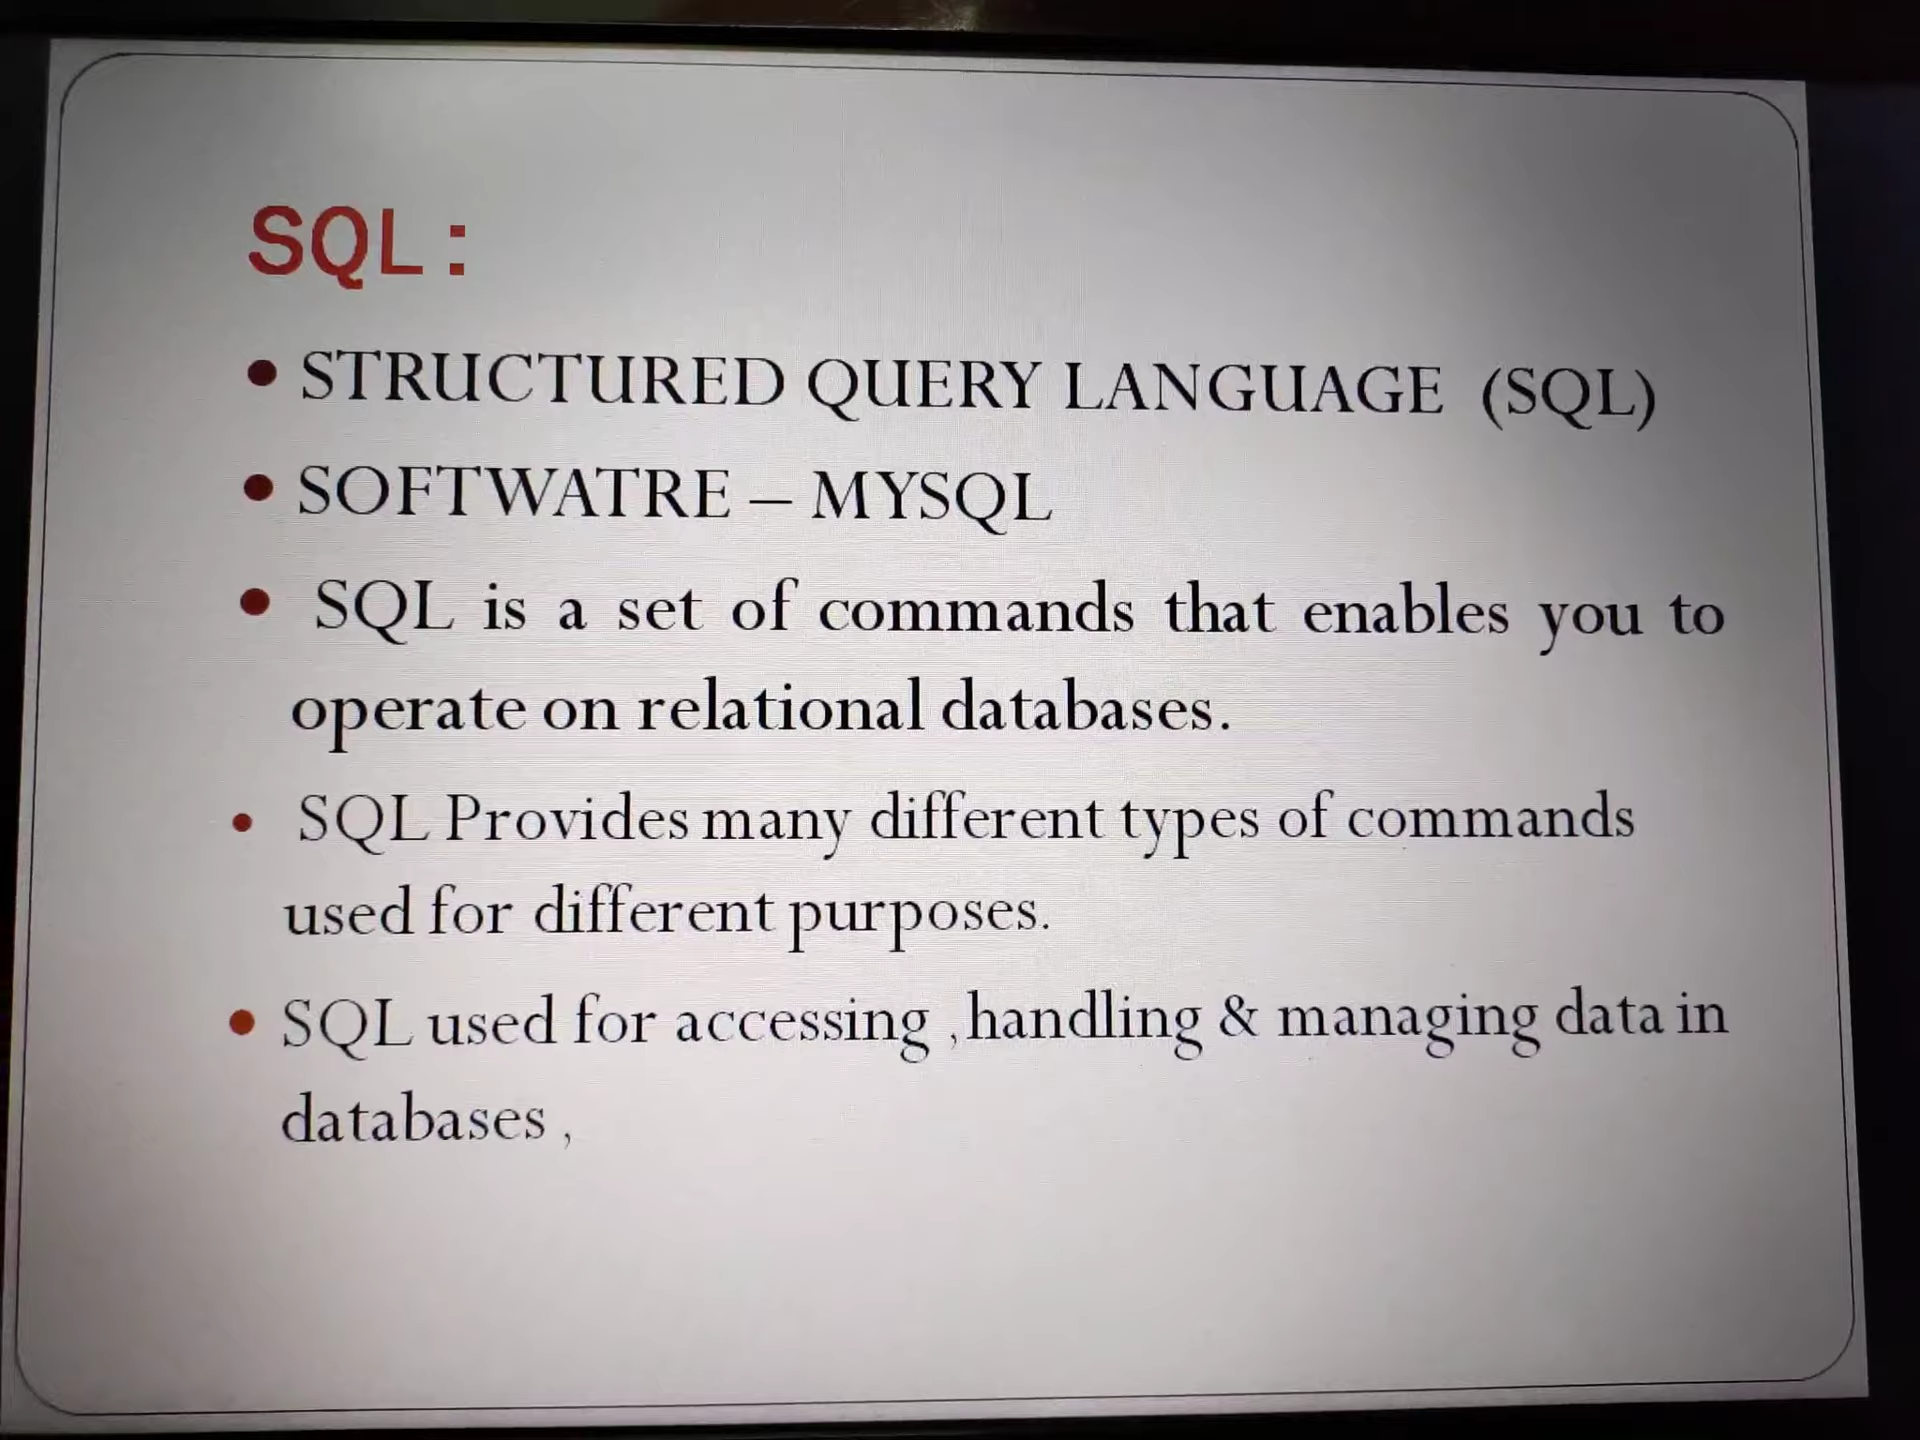 SQL :
• STRUCTURED QUERY LANGUAGE (SQL)
• SOFTWATRE – MYSQL
• SQL is a set of commands that enables you to
operate on relational databases.
• SQL Provides many different types of commands
used for different purposes.
• SQL used for accessing ,handling & managing data in
databases ,